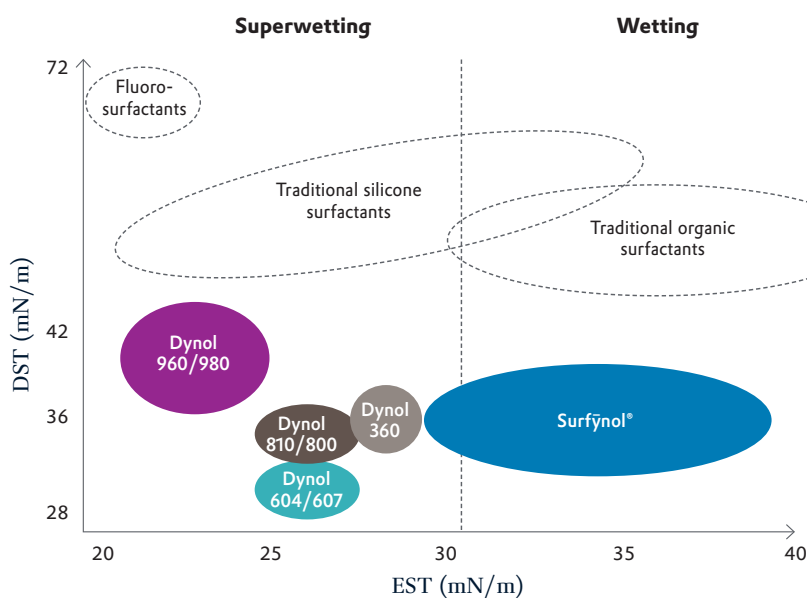 Superwetting
Wetting
72
Fluoro-
surfactants
Traditional silicone
surfactants
Traditional organic
surfactants
DST (mN/m)
42
Dynol
960/980
36
Dynol
360
Dynol
810/800
Surfȳnol®
Dynol
604/607
28
20
25
30
35
40
EST (mN/m)